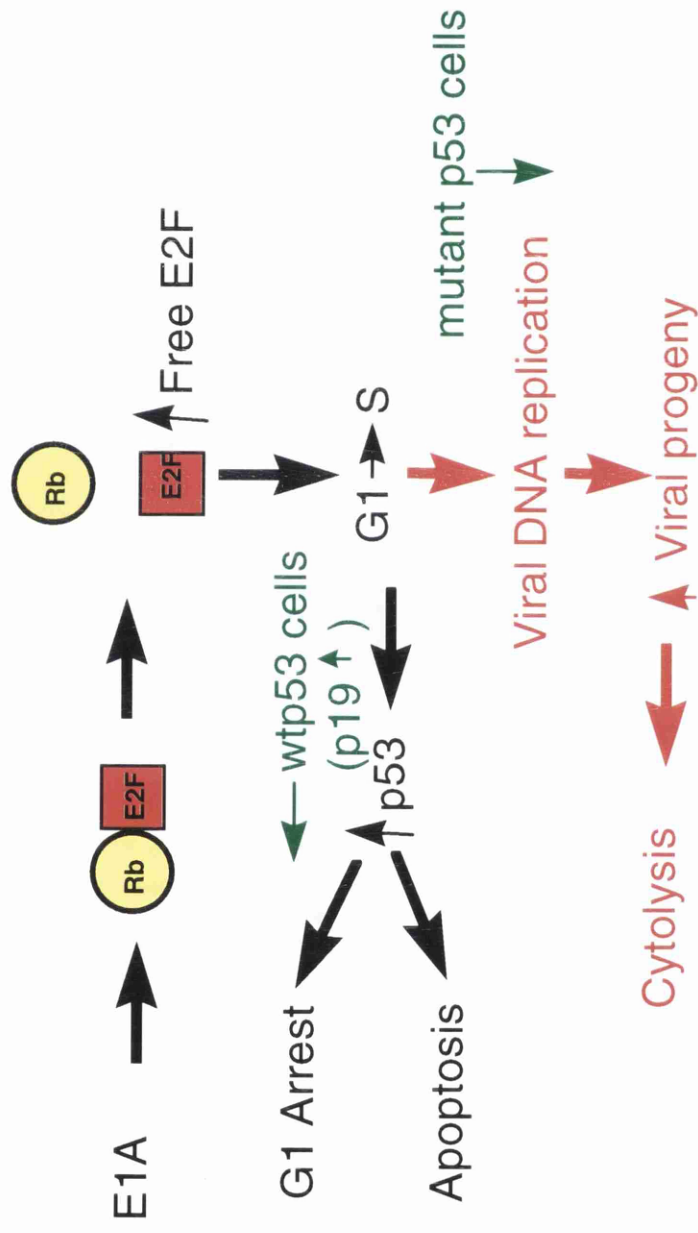 E1A
Rb
E2F
Rb
E2F
Free E2F
G1 S
wtp53 cells
(p19 )
p53
G1 Arrest
Apoptosis
mutant p53 cells
Viral DNA replication
Viral progeny
Cytolysis